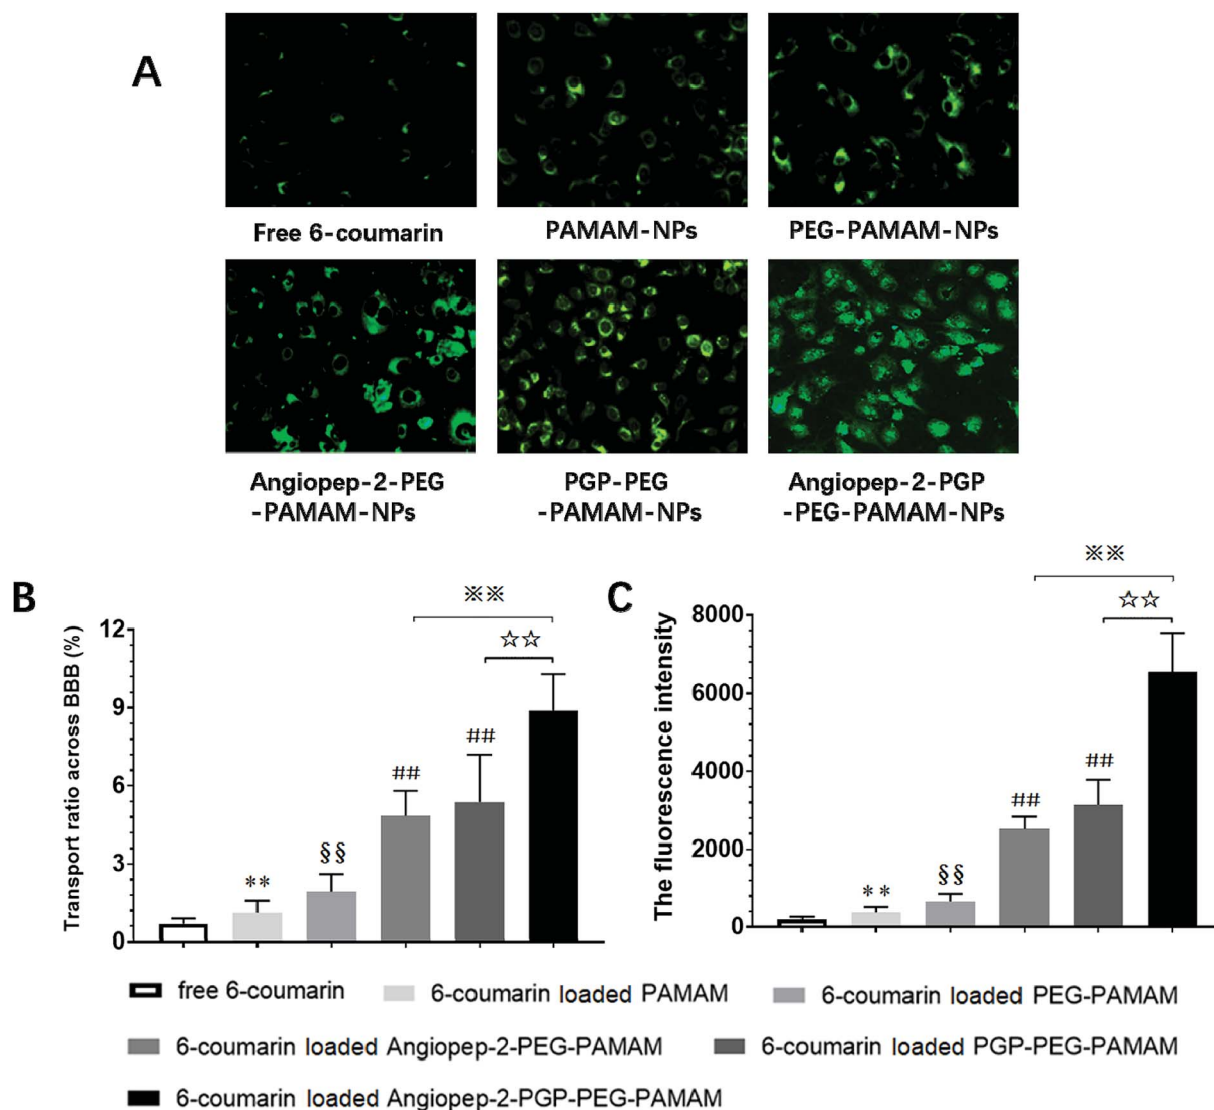 A
Free 6-coumarin
PAMAM-NPs
PEG-PAMAM-NPs
Angiopep-2-PEG
-PAMAM-NPs
PGP-PEG
-PAMAM-NPs
Angiopep-2-PGP
-PEG-PAMAM-NPs
B
Transport ratio across BBB (%)
12
9
6
3
0
**
§§
##
##
※※
☆☆
C
The fluorescence intensity
8000
6000
4000
2000
0
**
§§
##
##
※※
☆☆
free 6-coumarin
6-coumarin loaded PAMAM
6-coumarin loaded PEG-PAMAM
6-coumarin loaded Angiopep-2-PEG-PAMAM
6-coumarin loaded PGP-PEG-PAMAM
6-coumarin loaded Angiopep-2-PGP-PEG-PAMAM